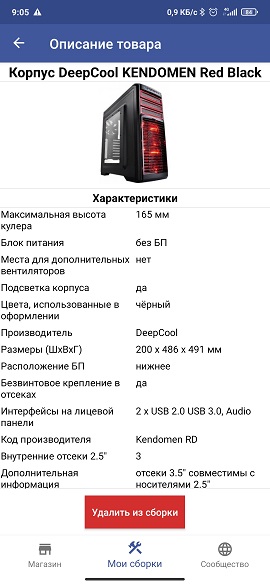 9:05 0,9 КБ/с 4G 84
Описание товара
Корпус DeepCool KENDOMEN Red Black
Характеристики
Максимальная высота 165 мм
кулера
Блок питания без БП
Места для дополнительных нет
вентиляторов
Подсветка корпуса да
Цвета, использованные в чёрный
оформлении
Производитель DeepCool
Размеры (ШхВхГ) 200 x 486 x 491 мм
Расположение БП нижнее
Безвинтовое крепление в да
отсеках
Интерфейсы на лицевой 2 x USB 2.0 USB 3.0, Audio
панели
Код производителя Kendomen RD
Внутренние отсеки 2.5" 3
Дополнительная отсеки 3.5" совместимы с
информация носителями 2.5"
Удалить из сборки
Магазин Мои сборки Сообщество